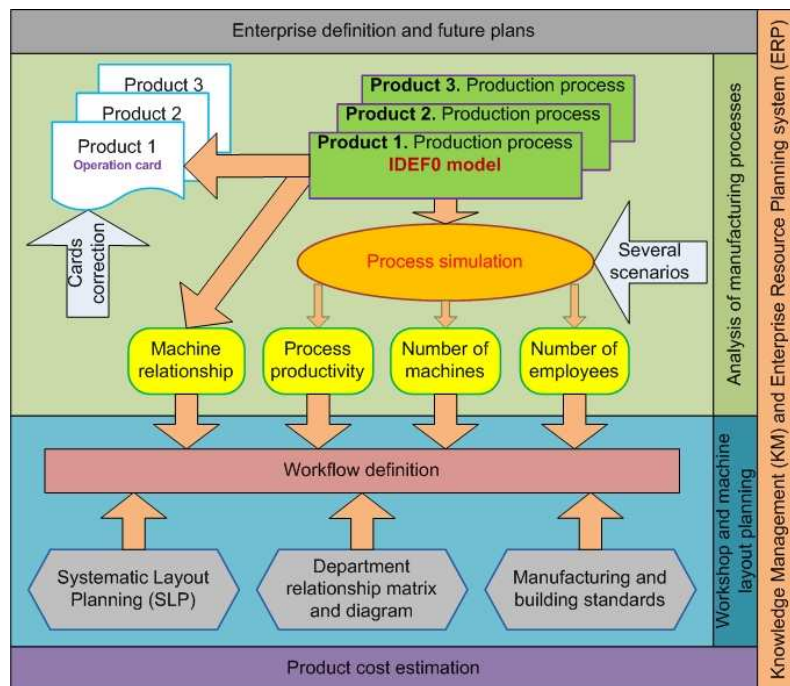 Enterprise definition and future plans
Product 3
Product 2
Product 1
Operation card
Product 3. Production process
Product 2. Production process
Product 1. Production process
IDEF0 model
Cards
correction
Process simulation
Several
scenarios
Machine
relationship
Process
productivity
Number of
machines
Number of
employees
Analysis of manufacturing processes
Workflow definition
Systematic Layout
Planning (SLP)
Department
relationship matrix
and diagram
Manufacturing and
building standards
Workshop and machine
layout planning
Product cost estimation
Knowledge Management (KM) and Enterprise Resource Planning system (ERP)